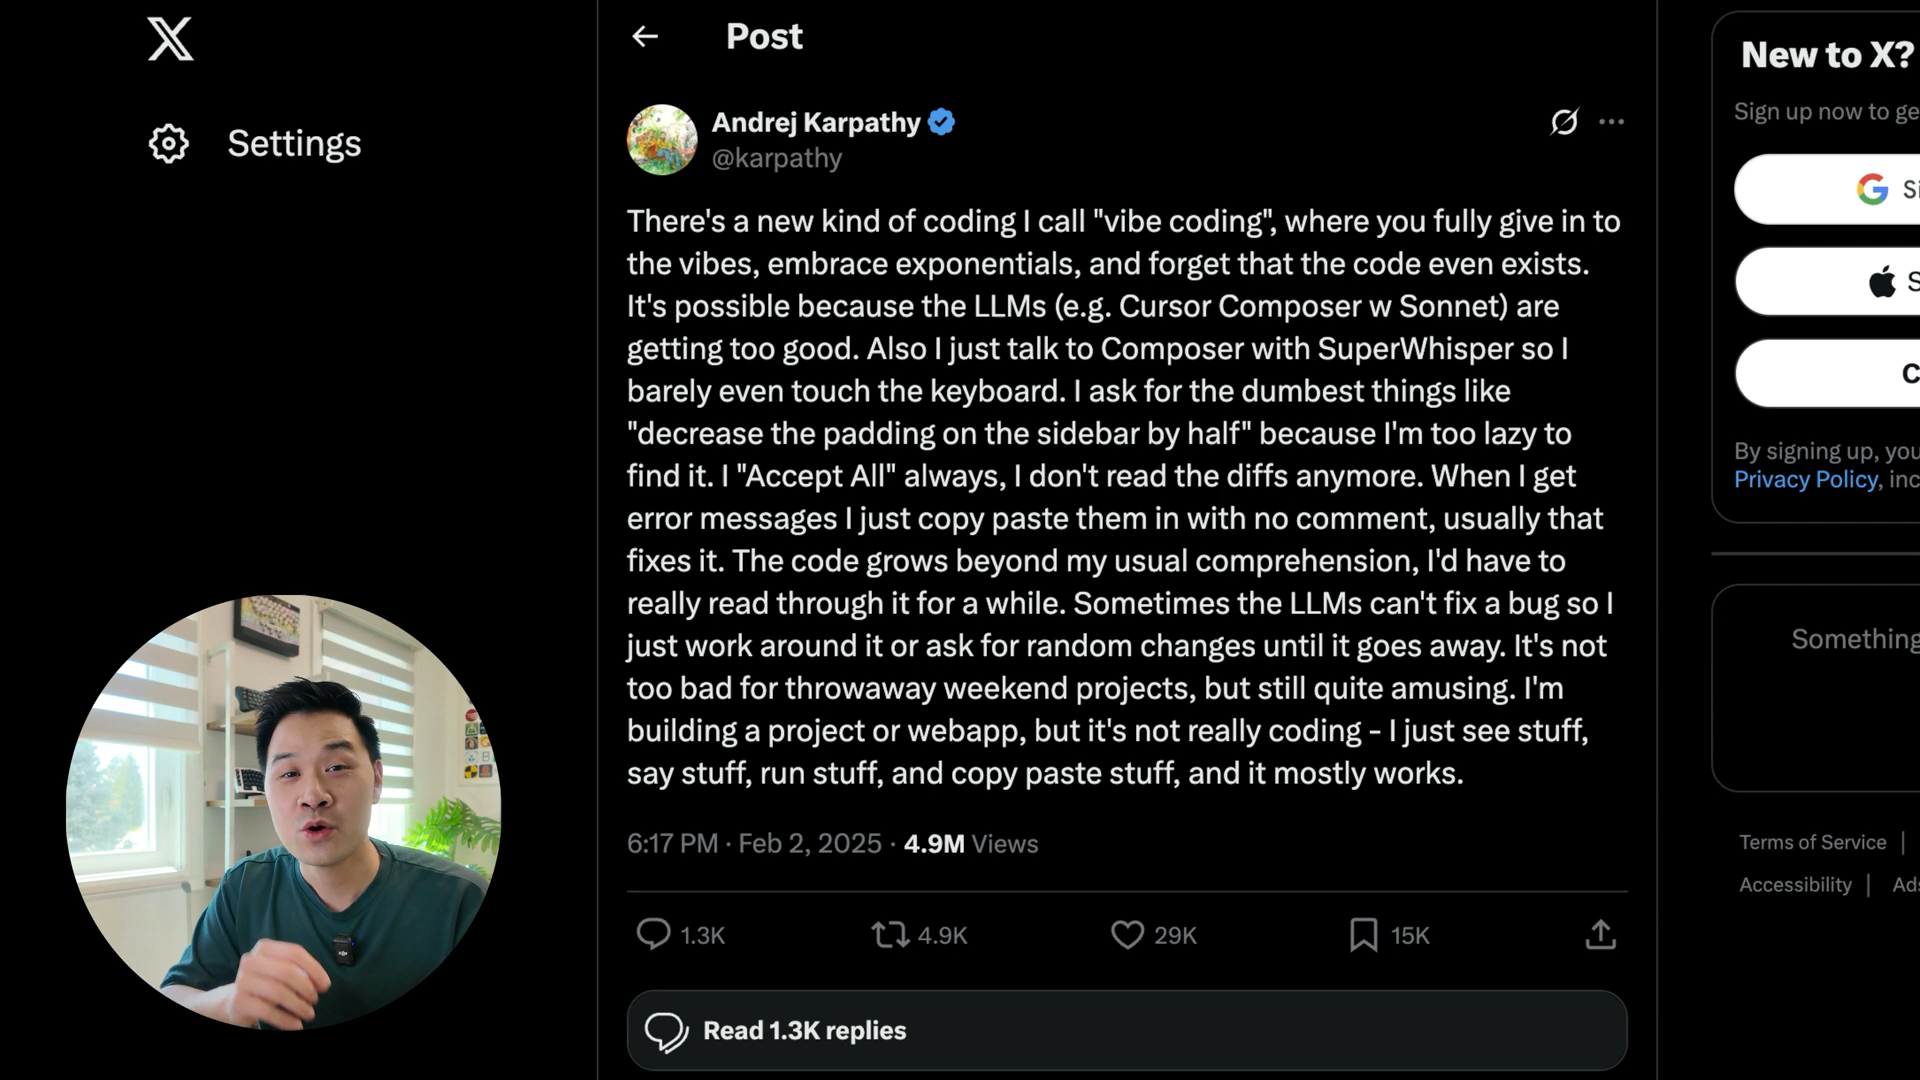 X
Settings
Post
Andrej Karpathy
@karpathy
There's a new kind of coding I call "vibe coding", where you fully give in to
the vibes, embrace exponentials, and forget that the code even exists.
It's possible because the LLMs (e.g. Cursor Composer w Sonnet) are
getting too good. Also I just talk to Composer with SuperWhisper so I
barely even touch the keyboard. I ask for the dumbest things like
"decrease the padding on the sidebar by half" because I'm too lazy to
find it. I "Accept All" always, I don't read the diffs anymore. When I get
error messages I just copy paste them in with no comment, usually that
fixes it. The code grows beyond my usual comprehension, I'd have to
really read through it for a while. Sometimes the LLMs can't fix a bug so I
just work around it or ask for random changes until it goes away. It's not
too bad for throwaway weekend projects, but still quite amusing. I'm
building a project or webapp, but it's not really coding - I just see stuff,
say stuff, run stuff, and copy paste stuff, and it mostly works.
6:17 PM · Feb 2, 2025 · 4.9M Views
1.3K 4.9K 29K 15K
Read 1.3K replies
New to X?
Sign up now to ge
Si
S
C
By signing up, you
Privacy Policy, inc
Something
Terms of Service |
Accessibility | Ads